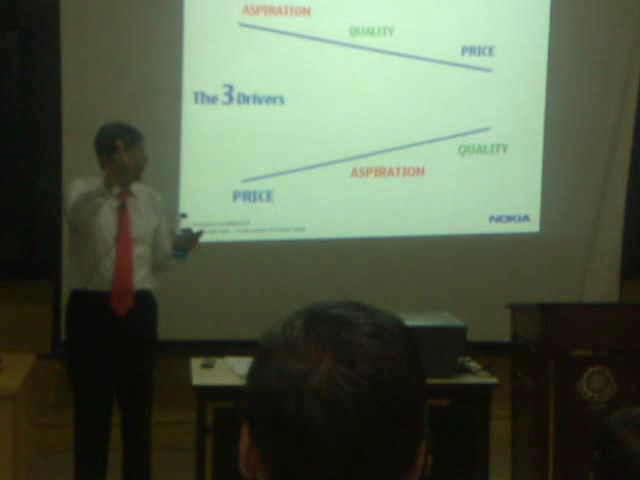 ASPIRATION
QUALITY
PRICE
The 3 Drivers
QUALITY
ASPIRATION
PRICE
NOKIA